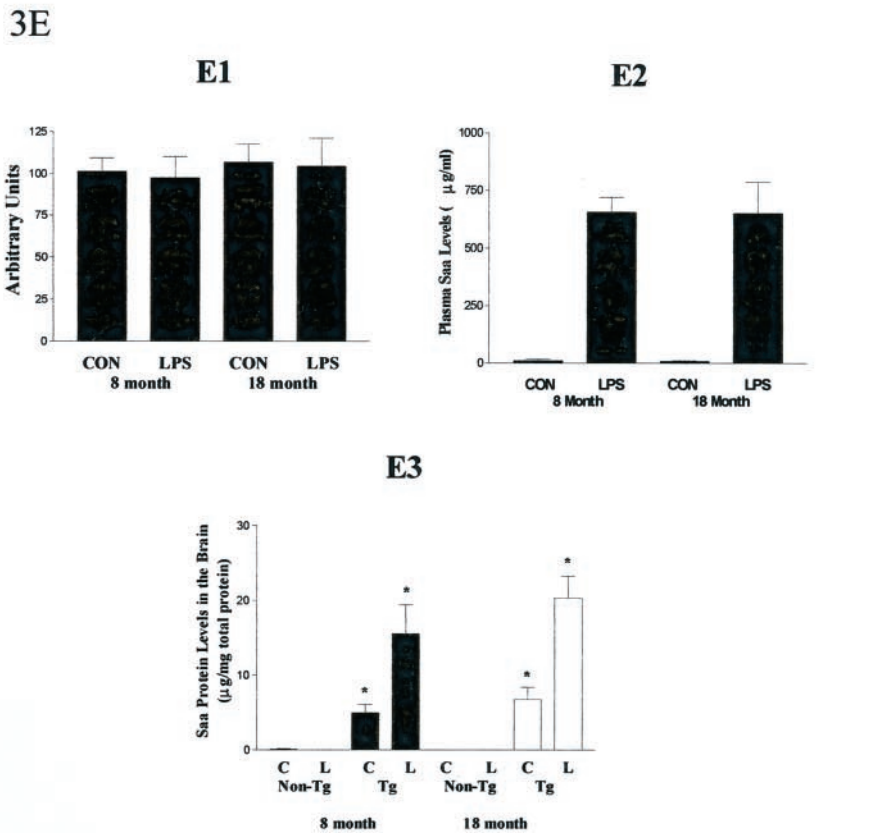 3E
E1
E2
125
100
75
50
25
0
Arbitrary Units
CON LPS CON LPS
8 month 18 month
1000
750
500
250
0
Plasma Saa Levels ( μg/ml)
CON LPS CON LPS
8 Month 18 Month
E3
30
20
10
0
Saa Protein Levels in the Brain
(μg/mg total protein)
* * * *
C L C L C L C L
Non-Tg Tg Non-Tg Tg
8 month 18 month